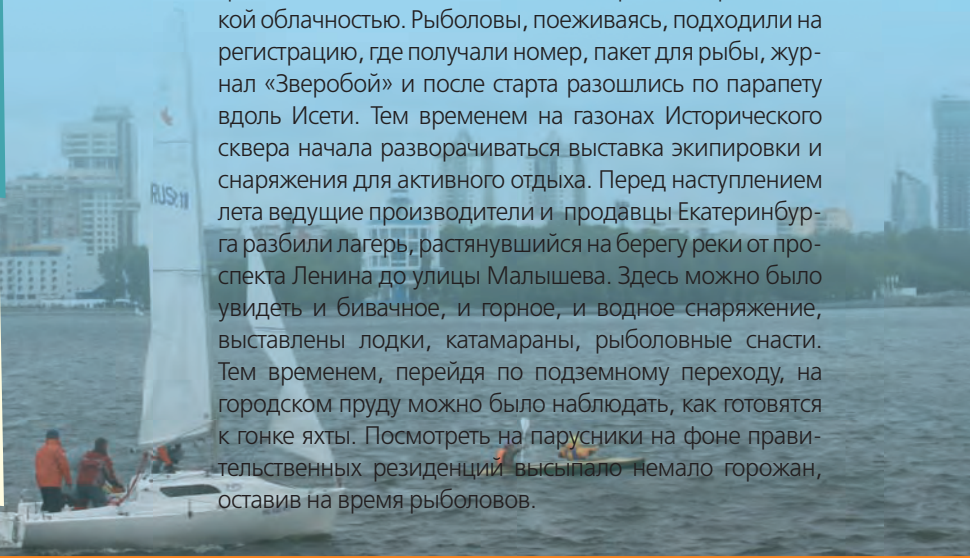 кой облачностью. Рыболовы, поеживаясь, подходили на
регистрацию, где получали номер, пакет для рыбы, жур-
нал «Зверобой» и после старта разошлись по парапету
вдоль Исети. Тем временем на газонах Исторического
сквера начала разворачиваться выставка экипировки и
снаряжения для активного отдыха. Перед наступлением
лета ведущие производители и продавцы Екатеринбур-
га разбили лагерь, растянувшийся на берегу реки от про-
спекта Ленина до улицы Малышева. Здесь можно было
увидеть и бивачное, и горное, и водное снаряжение,
выставлены лодки, катамараны, рыболовные снасти.
Тем временем, перейдя по подземному переходу, на
городском пруду можно было наблюдать, как готовятся
к гонке яхты. Посмотреть на парусники на фоне прави-
тельственных резиденций высыпало немало горожан,
оставив на время рыболовов.
RUS